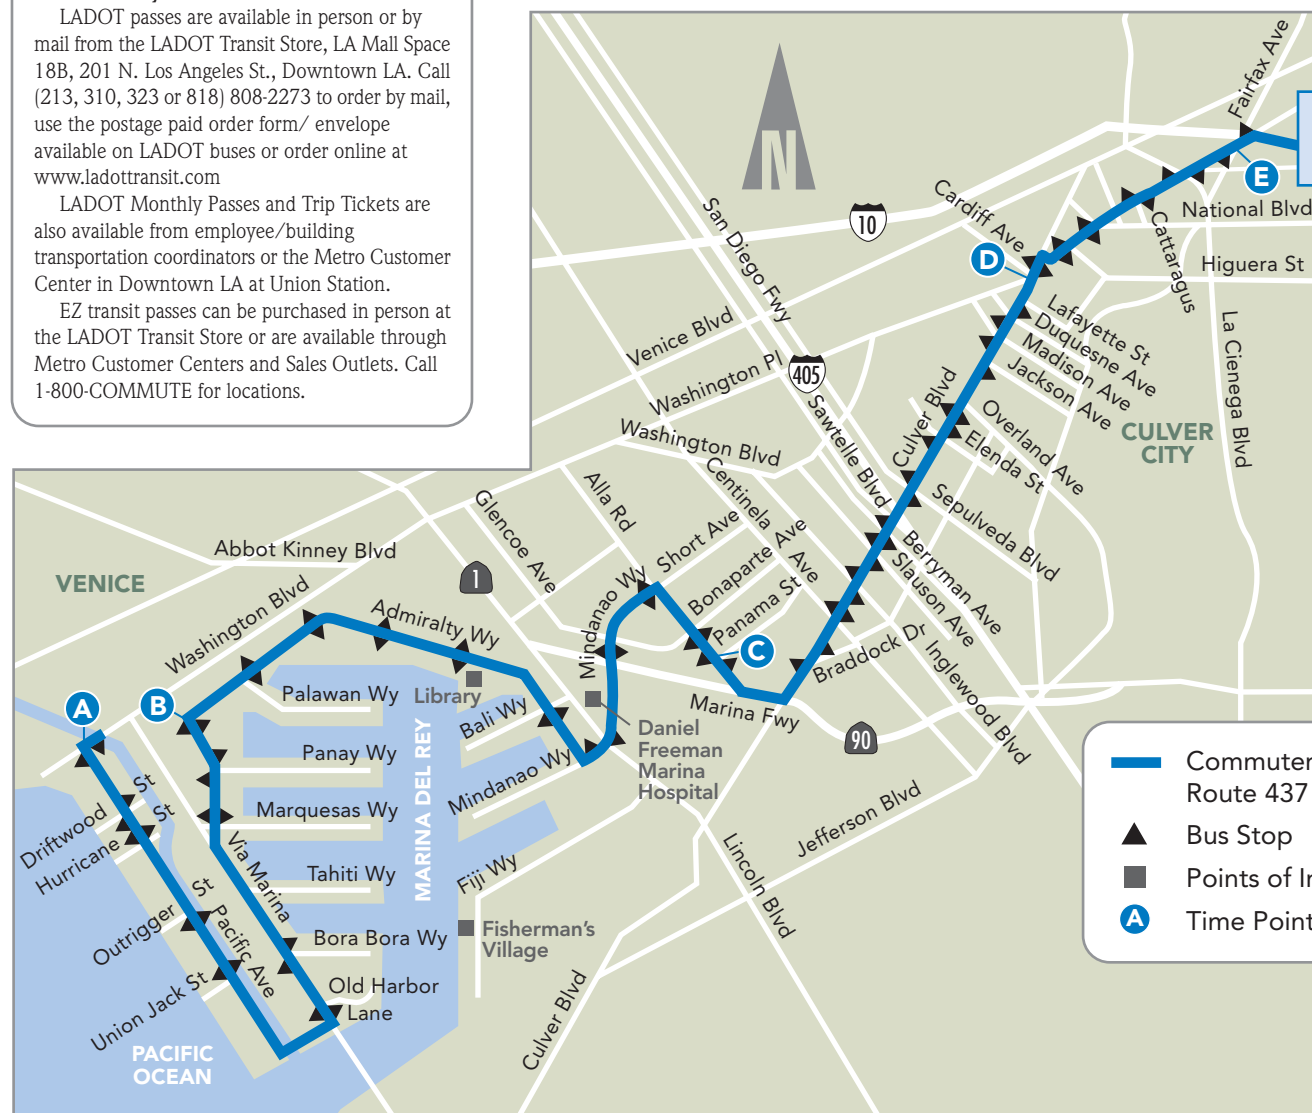 LADOT passes are available in person or by
mail from the LADOT Transit Store, LA Mall Space
18B, 201 N. Los Angeles St., Downtown LA. Call
(213, 310, 323 or 818) 808-2273 to order by mail,
use the postage paid order form/ envelope
available on LADOT buses or order online at
www.ladottransit.com
LADOT Monthly Passes and Trip Tickets are
also available from employee/building
transportation coordinators or the Metro Customer
Center in Downtown LA at Union Station.
EZ transit passes can be purchased in person at
the LADOT Transit Store or are available through
Metro Customer Centers and Sales Outlets. Call
1-800-COMMUTE for locations.
N
Fairfax Ave
E
National Blvd
Cardiff Ave
10
San Diego Fwy
D
Cattaragus
Higuera St
Lafayette St
Duquesne Ave
Madison Ave
Jackson Ave
La Cienega Blvd
Venice Blvd
Washington Pl
405
Sawtelle Blvd
Culver Blvd
Overland Ave
Elenda St
CULVER
CITY
Washington Blvd
Centinela
Ave
Sepulveda Blvd
Alla Rd
Glencoe Ave
Short Ave
Bonaparte Ave
Panama St
Berryman Ave
Slauson Ave
Inglewood Blvd
Braddock Dr
Abbot Kinney Blvd
VENICE
Washington Blvd
1
Admiralty Wy
Mindanao Wy
C
Marina Fwy
90
A
B
Palawan Wy
Library
Bali Wy
Daniel
Freeman
Marina
Hospital
Panay Wy
MARINA DEL REY
Mindanao Wy
Marquesas Wy
Driftwood
St
Hurricane
St
Via Marina
Tahiti Wy
Fiji Wy
Jefferson Blvd
Lincoln Blvd
Outrigger
St
Pacific Ave
Bora Bora Wy
Fisherman's
Village
Union Jack St
Old Harbor
Lane
Culver Blvd
PACIFIC
OCEAN
Commuter
Route 437
Bus Stop
Points of
A
Time Point